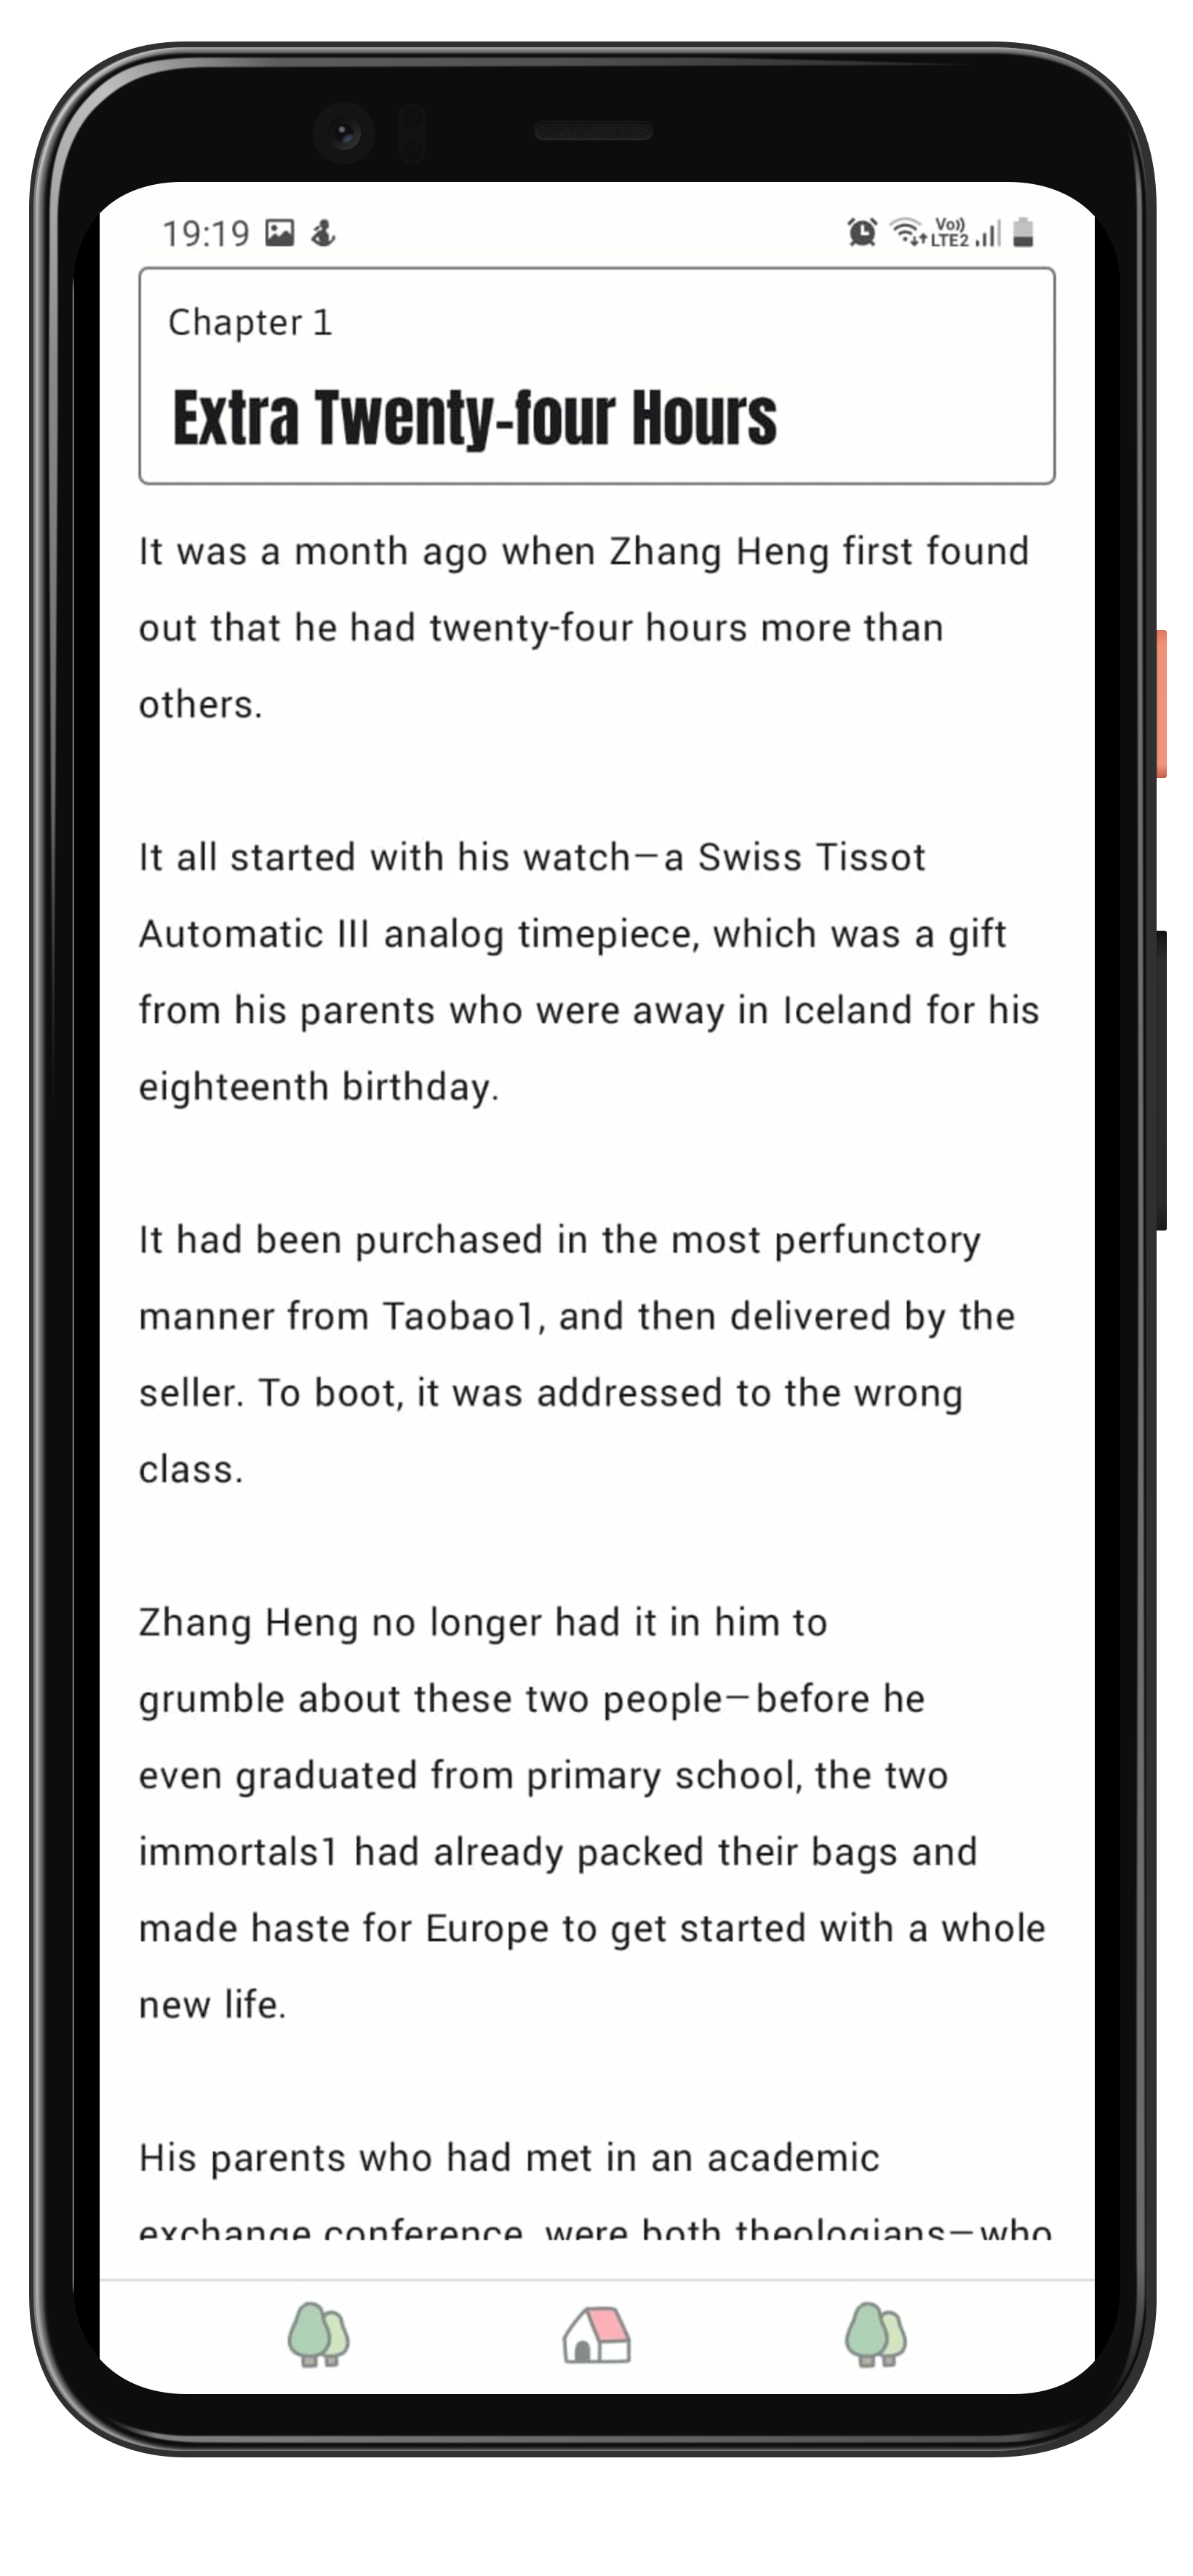 19:19 Vo)) LTE2
Chapter 1
Extra Twenty-four Hours
It was a month ago when Zhang Heng first found
out that he had twenty-four hours more than
others.
It all started with his watch—a Swiss Tissot
Automatic III analog timepiece, which was a gift
from his parents who were away in Iceland for his
eighteenth birthday.
It had been purchased in the most perfunctory
manner from Taobao1, and then delivered by the
seller. To boot, it was addressed to the wrong
class.
Zhang Heng no longer had it in him to
grumble about these two people—before he
even graduated from primary school, the two
immortals1 had already packed their bags and
made haste for Europe to get started with a whole
new life.
His parents who had met in an academic
exchange conference, were both theologians—who